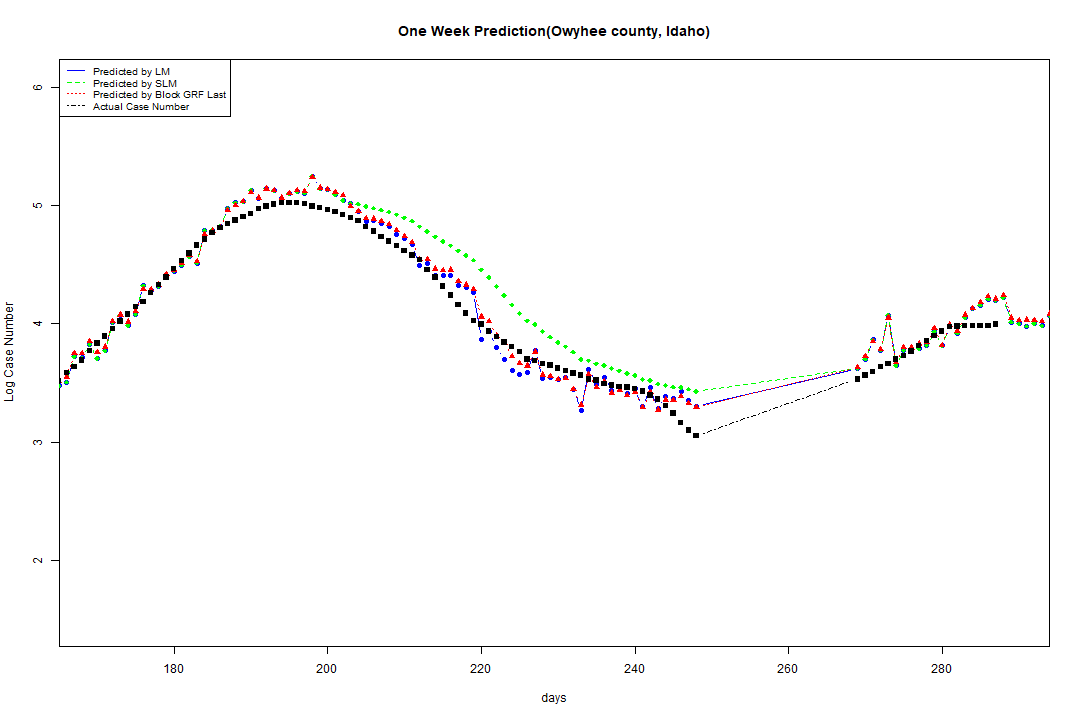 One Week Prediction(Owyhee county, Idaho)
Predicted by LM
Predicted by SLM
Predicted by Block GRF Last
Actual Case Number
6
5
4
3
2
Log Case Number
180
200
220
240
260
280
days